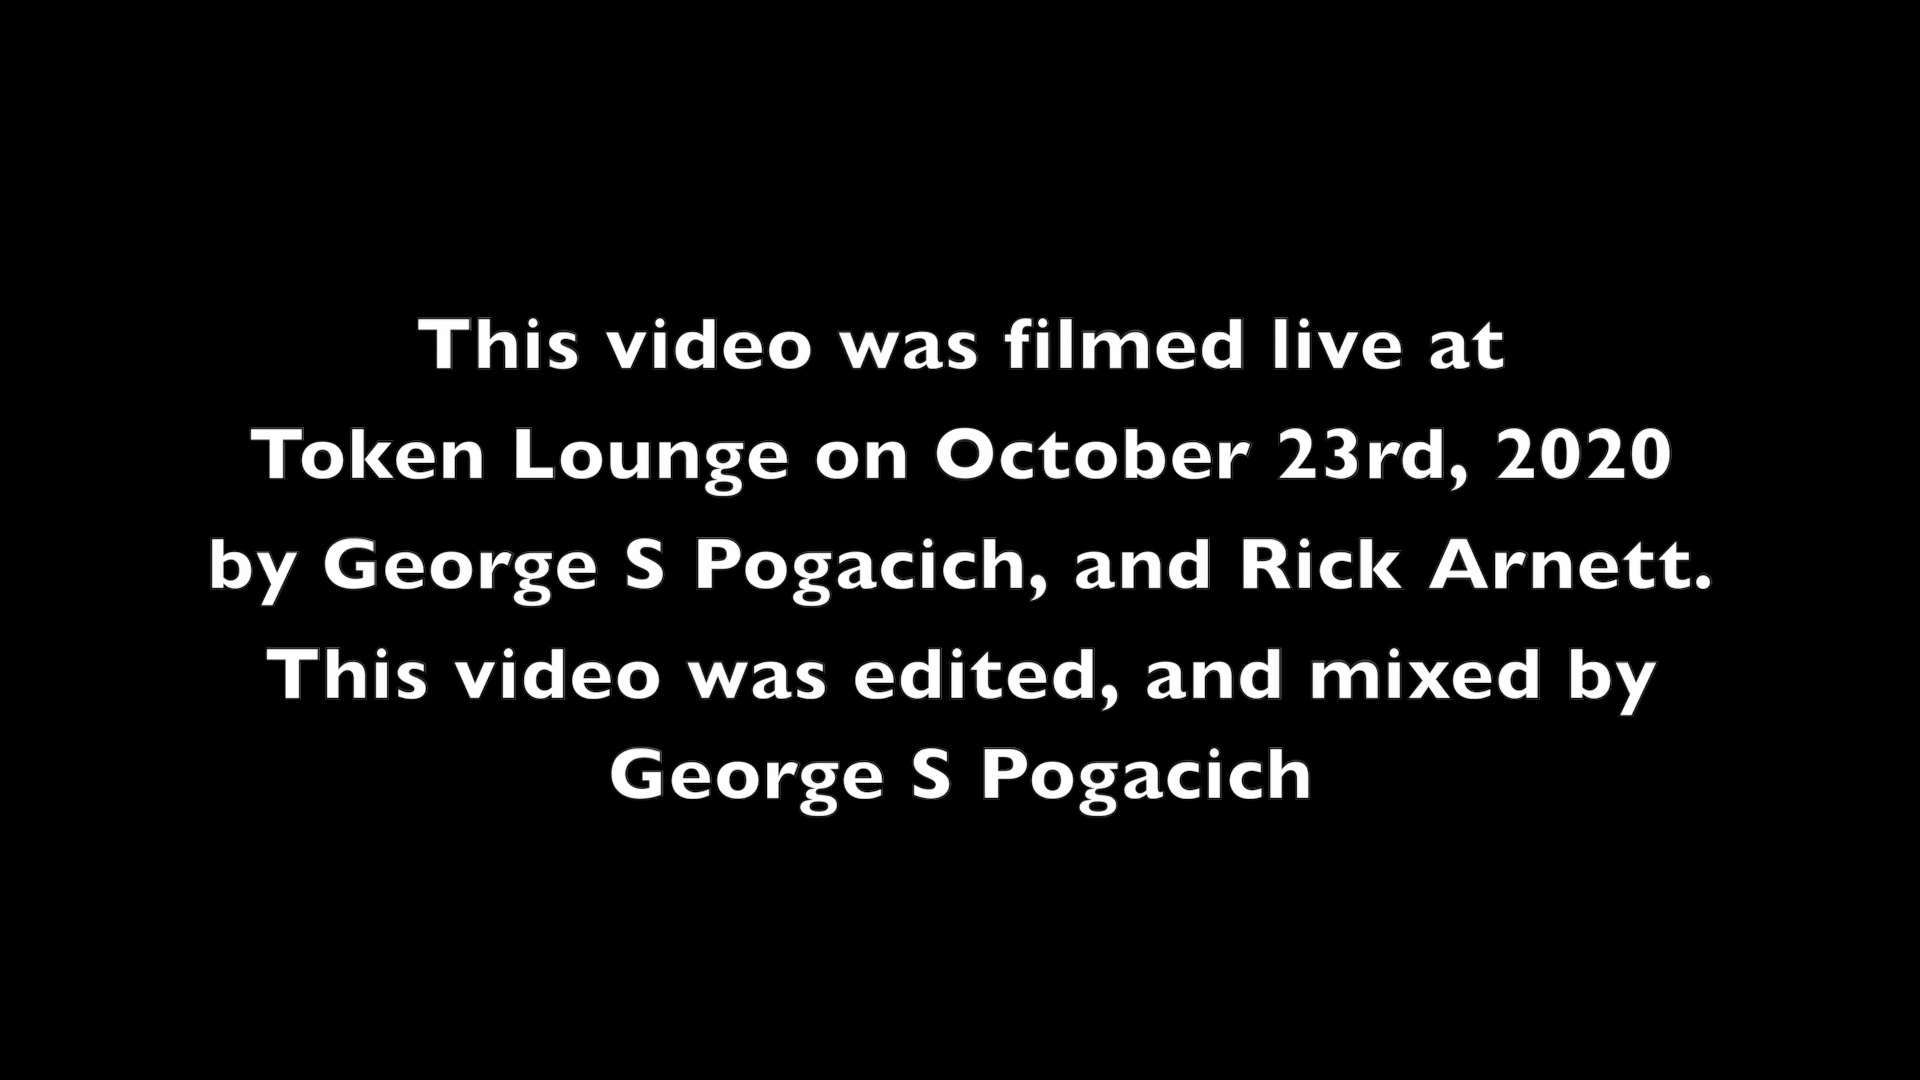 This video was filmed live at
Token Lounge on October 23rd, 2020
by George S Pogacich, and Rick Arnett.
This video was edited, and mixed by
George S Pogacich